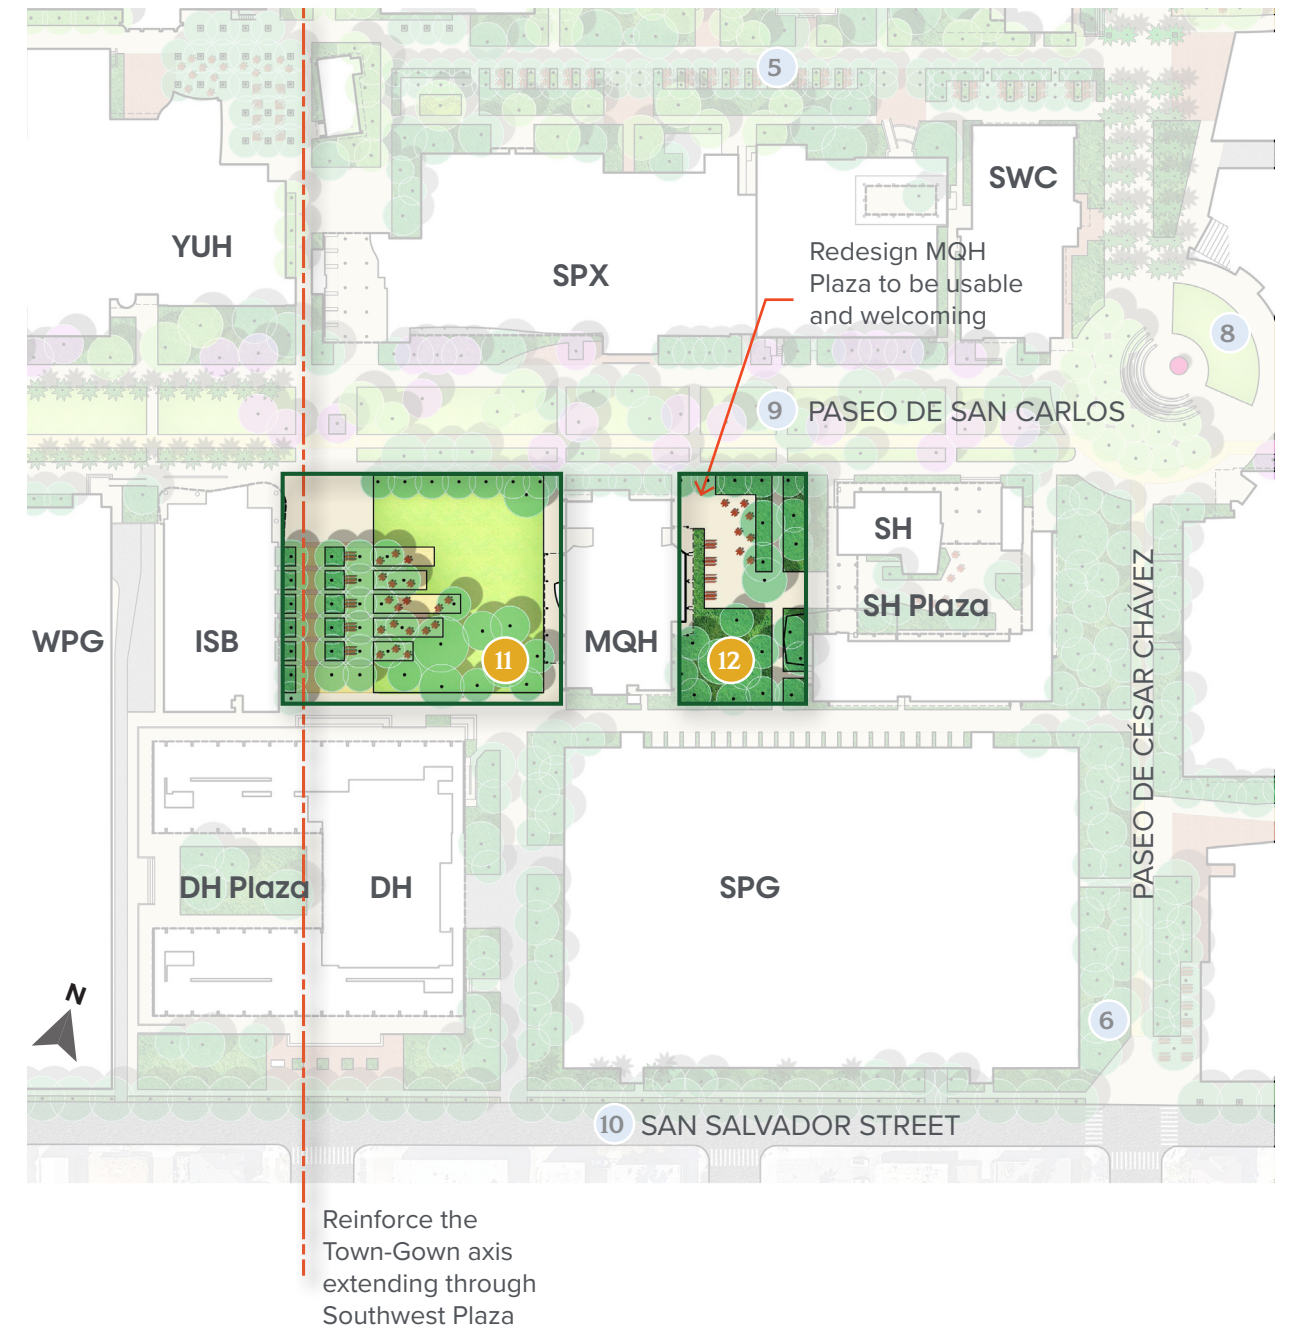 5
SWC
YUH
Redesign MQH
Plaza to be usable
and welcoming
SPX
8
9 PASEO DE SAN CARLOS
SH
SH Plaza
WPG
ISB
11
MQH
12
PASEO DE CÉSAR CHÁVEZ
DH Plaza
DH
SPG
N
6
10 SAN SALVADOR STREET
Reinforce the
Town-Gown axis
extending through
Southwest Plaza